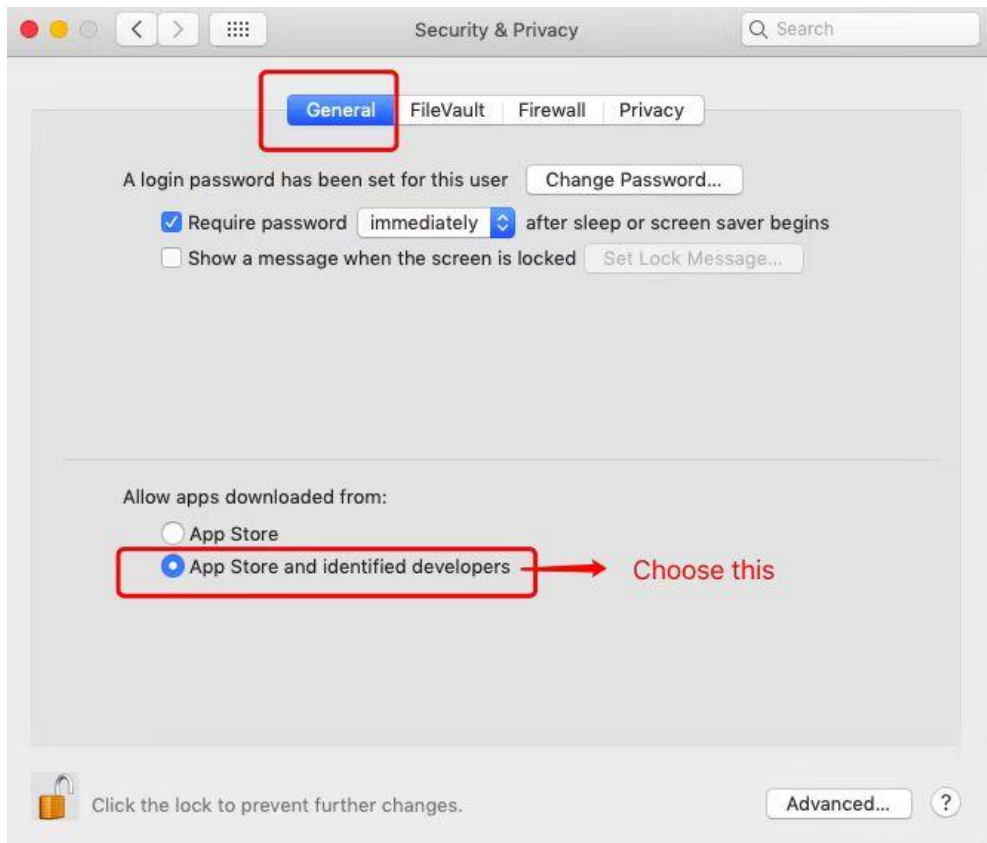 Security & Privacy
Search
General FileVault Firewall Privacy
A login password has been set for this user Change Password...
Require password immediately after sleep or screen saver begins
Show a message when the screen is locked Set Lock Message...
Allow apps downloaded from:
App Store
App Store and identified developers Choose this
Click the lock to prevent further changes. Advanced... ?